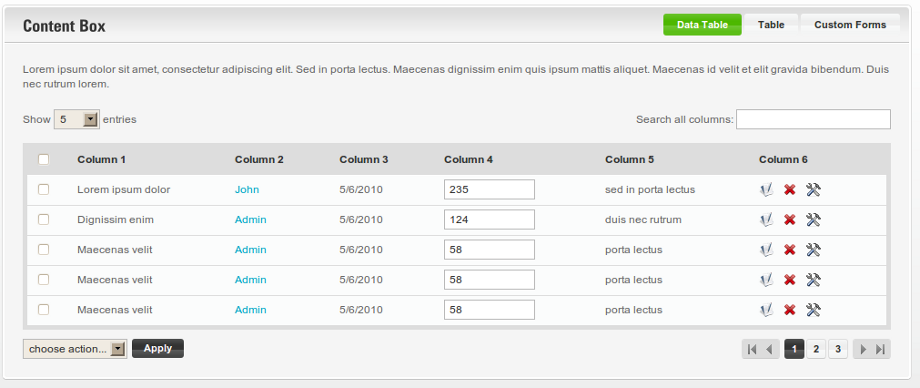 Content Box Data Table Table Custom Forms
Lorem ipsum dolor sit amet, consectetur adipiscing elit. Sed in porta lectus. Maecenas dignissim enim quis ipsum mattis aliquet. Maecenas id velit et elit gravida bibendum. Duis
nec rutrum lorem.
Show 5 entries Search all columns:
Column 1 Column 2 Column 3 Column 4 Column 5 Column 6
Lorem ipsum dolor John 5/6/2010 235 sed in porta lectus
Dignissim enim Admin 5/6/2010 124 duis nec rutrum
Maecenas velit Admin 5/6/2010 58 porta lectus
Maecenas velit Admin 5/6/2010 58 porta lectus
Maecenas velit Admin 5/6/2010 58 porta lectus
choose action... Apply 1 2 3